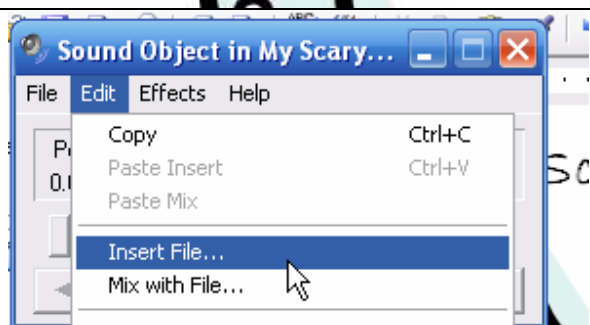 Sound Object in My Scary...
File Edit Effects Help
Copy Ctrl+C
Paste Insert Ctrl+V
Paste Mix
Insert File...
Mix with File...